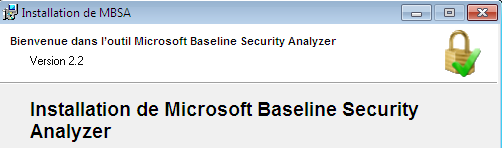 Installation de MBSA
Bienvenue dans l'outil Microsoft Baseline Security Analyzer
Version 2.2
Installation de Microsoft Baseline Security
Analyzer